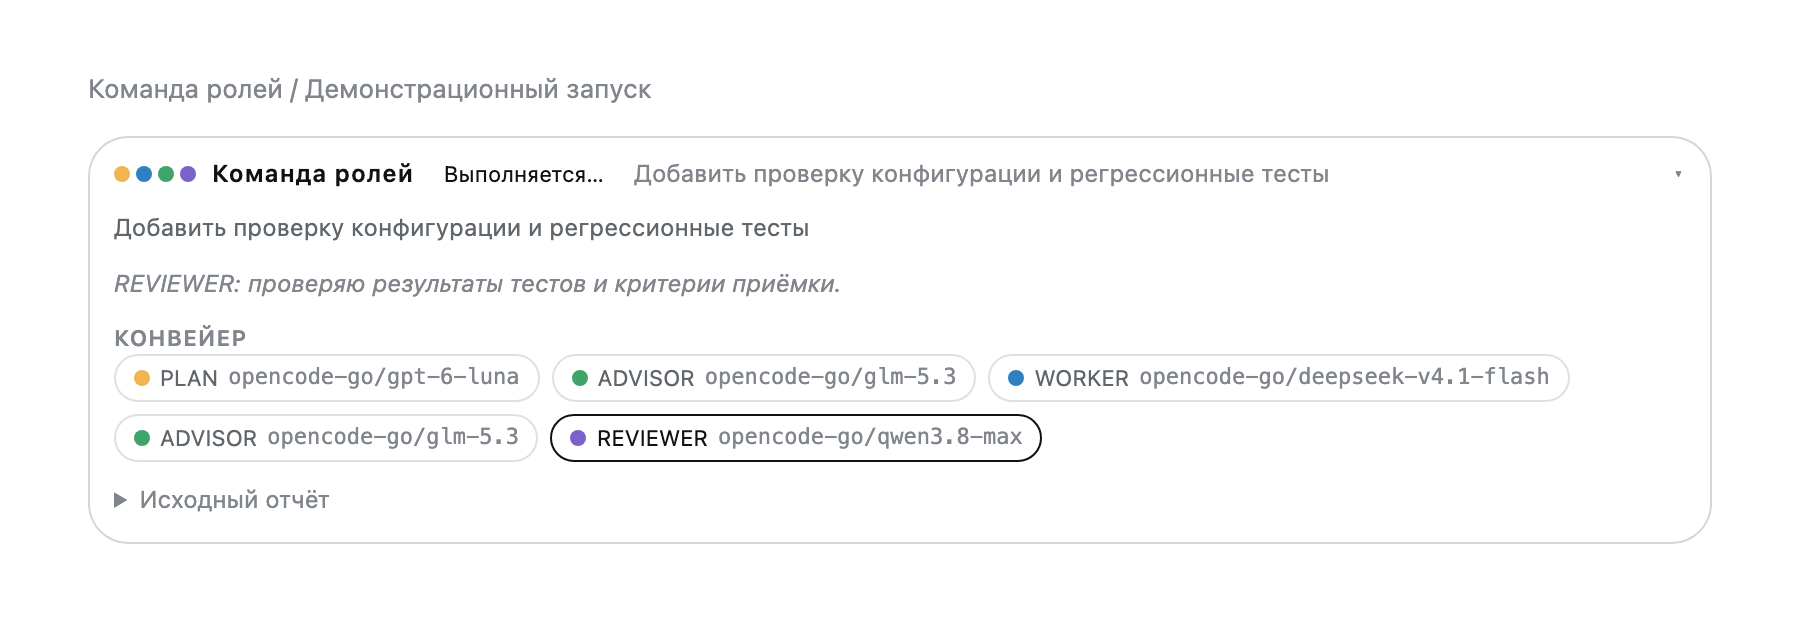 Команда ролей / Демонстрационный запуск
Команда ролей Выполняется... Добавить проверку конфигурации и регрессионные тесты
Добавить проверку конфигурации и регрессионные тесты
REVIEWER: проверяю результаты тестов и критерии приёмки.
КОНВЕЙЕР
PLAN opencode-go/gpt-6-luna ADVISOR opencode-go/glm-5.3 WORKER opencode-go/deepseek-v4.1-flash
ADVISOR opencode-go/glm-5.3 REVIEWER opencode-go/qwen3.8-max
Исходный отчёт